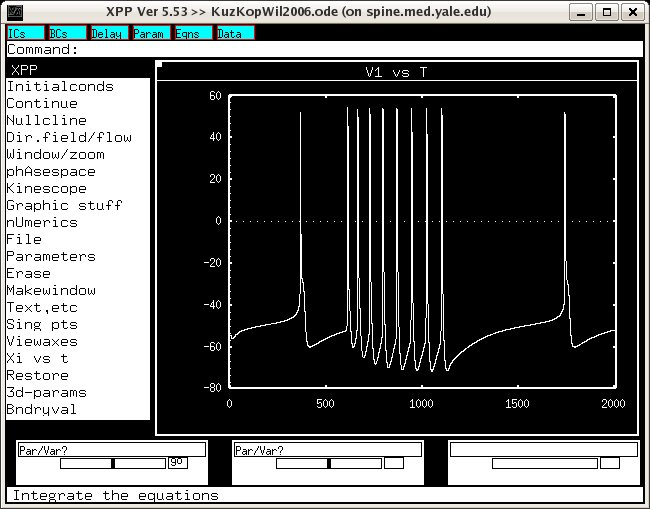 XPP Ver 5.53 >> KuzKopWil2006.ode (on spine.med.yale.edu)
ICs BCs Delay Param Eqns Data
Command:
XPP
Initialconds
Continue
Nullcline
Dir.field/flow
Window/zoom
phAsespace
Kinescope
Graphic stuff
nUmerics
File
Parameters
Erase
Makewindow
Text,etc
Sing pts
Viewaxes
Xi vs t
Restore
3d-params
Bndryval
V1 vs T
60
40
20
0
-20
-40
-60
-80
0 500 1000 1500 2000
Par/Var? Par/Var?
Integrate the equations